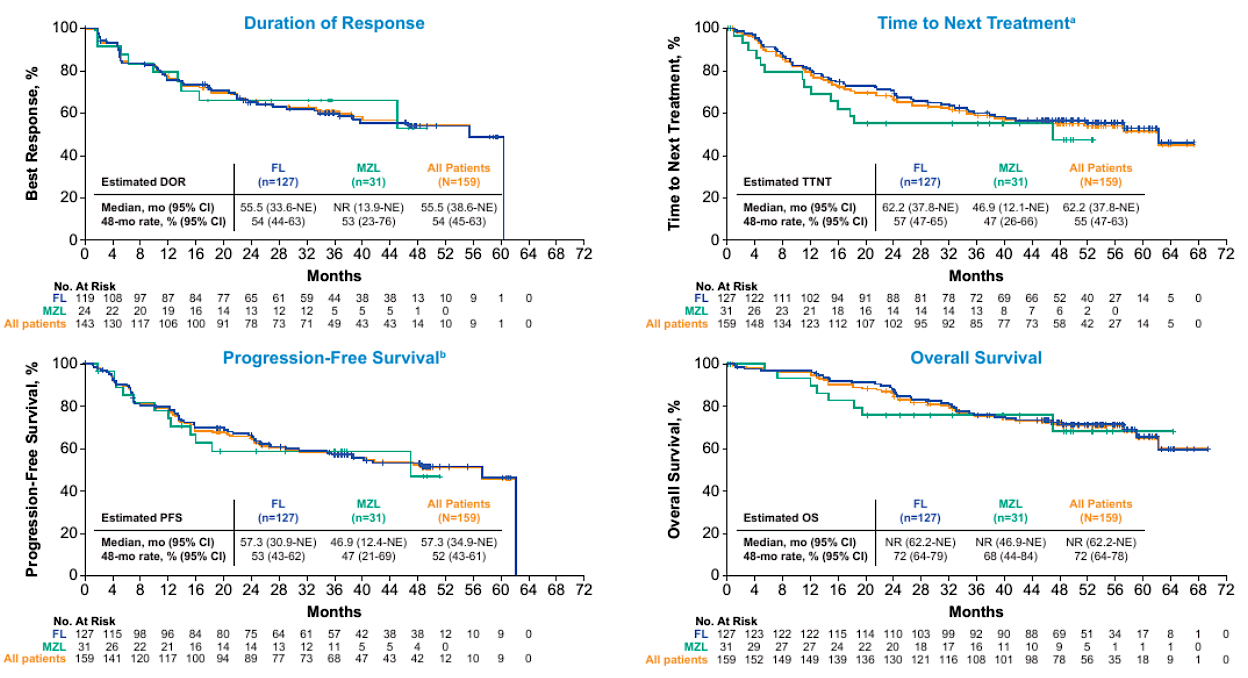 Duration of Response
Best Response, %
100
80
60
40
20
0
FL MZL All Patients
(n=127) (n=31) (N=159)
Estimated DOR
Median, mo (95% CI) 55.5 (33.6-NE) NR (13.9-NE) 55.5 (38.6-NE)
48-mo rate, % (95% CI) 54 (44-63) 53 (23-76) 54 (45-63)
0 4 8 12 16 20 24 28 32 36 40 44 48 52 56 60 64 68 72
Months
No. At Risk
FL 119 108 97 87 84 77 65 61 59 44 38 38 13 10 9 1 0
MZL 24 22 20 19 16 14 13 12 12 5 5 5 1 0
All patients 143 130 117 106 100 91 78 73 71 49 43 43 14 10 9 1 0
Time to Next Treatmentᵃ
Time to Next Treatment, %
100
80
60
40
20
0
FL MZL All Patients
(n=127) (n=31) (N=159)
Estimated TTNT
Median, mo (95% CI) 62.2 (37.8-NE) 46.9 (12.1-NE) 62.2 (37.8-NE)
48-mo rate, % (95% CI) 57 (47-65) 47 (26-66) 55 (47-63)
0 4 8 12 16 20 24 28 32 36 40 44 48 52 56 60 64 68 72
Months
No. At Risk
FL 127 122 111 102 94 91 88 81 78 72 69 66 52 40 27 14 5 0
MZL 31 26 23 21 18 16 14 14 14 13 8 7 6 2 0
All patients 159 148 134 123 112 107 102 95 92 85 77 73 58 42 27 14 5 0
Progression-Free Survivalᵇ
Progression-Free Survival, %
100
80
60
40
20
0
FL MZL All Patients
(n=127) (n=31) (N=159)
Estimated PFS
Median, mo (95% CI) 57.3 (30.9-NE) 46.9 (12.4-NE) 57.3 (34.9-NE)
48-mo rate, % (95% CI) 53 (43-62) 47 (21-69) 52 (43-61)
0 4 8 12 16 20 24 28 32 36 40 44 48 52 56 60 64 68 72
Months
No. At Risk
FL 127 115 98 96 84 80 75 64 61 57 42 38 38 12 10 9 0
MZL 31 26 22 21 16 14 14 13 12 11 5 5 4 0
All patients 159 141 120 117 100 94 89 77 73 68 47 43 42 12 10 9 0
Overall Survival
Overall Survival, %
100
80
60
40
20
0
FL MZL All Patients
(n=127) (n=31) (N=159)
Estimated OS
Median, mo (95% CI) NR (62.2-NE) NR (46.9-NE) NR (62.2-NE)
48-mo rate, % (95% CI) 72 (64-79) 68 (44-84) 72 (64-78)
0 4 8 12 16 20 24 28 32 36 40 44 48 52 56 60 64 68 72
Months
No. At Risk
FL 127 123 122 122 115 114 110 103 99 92 90 88 69 51 34 17 8 1 0
MZL 31 29 27 27 24 22 20 18 17 16 11 10 9 5 1 1 1 0
All patients 159 152 149 149 139 136 130 121 116 108 101 98 78 56 35 18 9 1 0